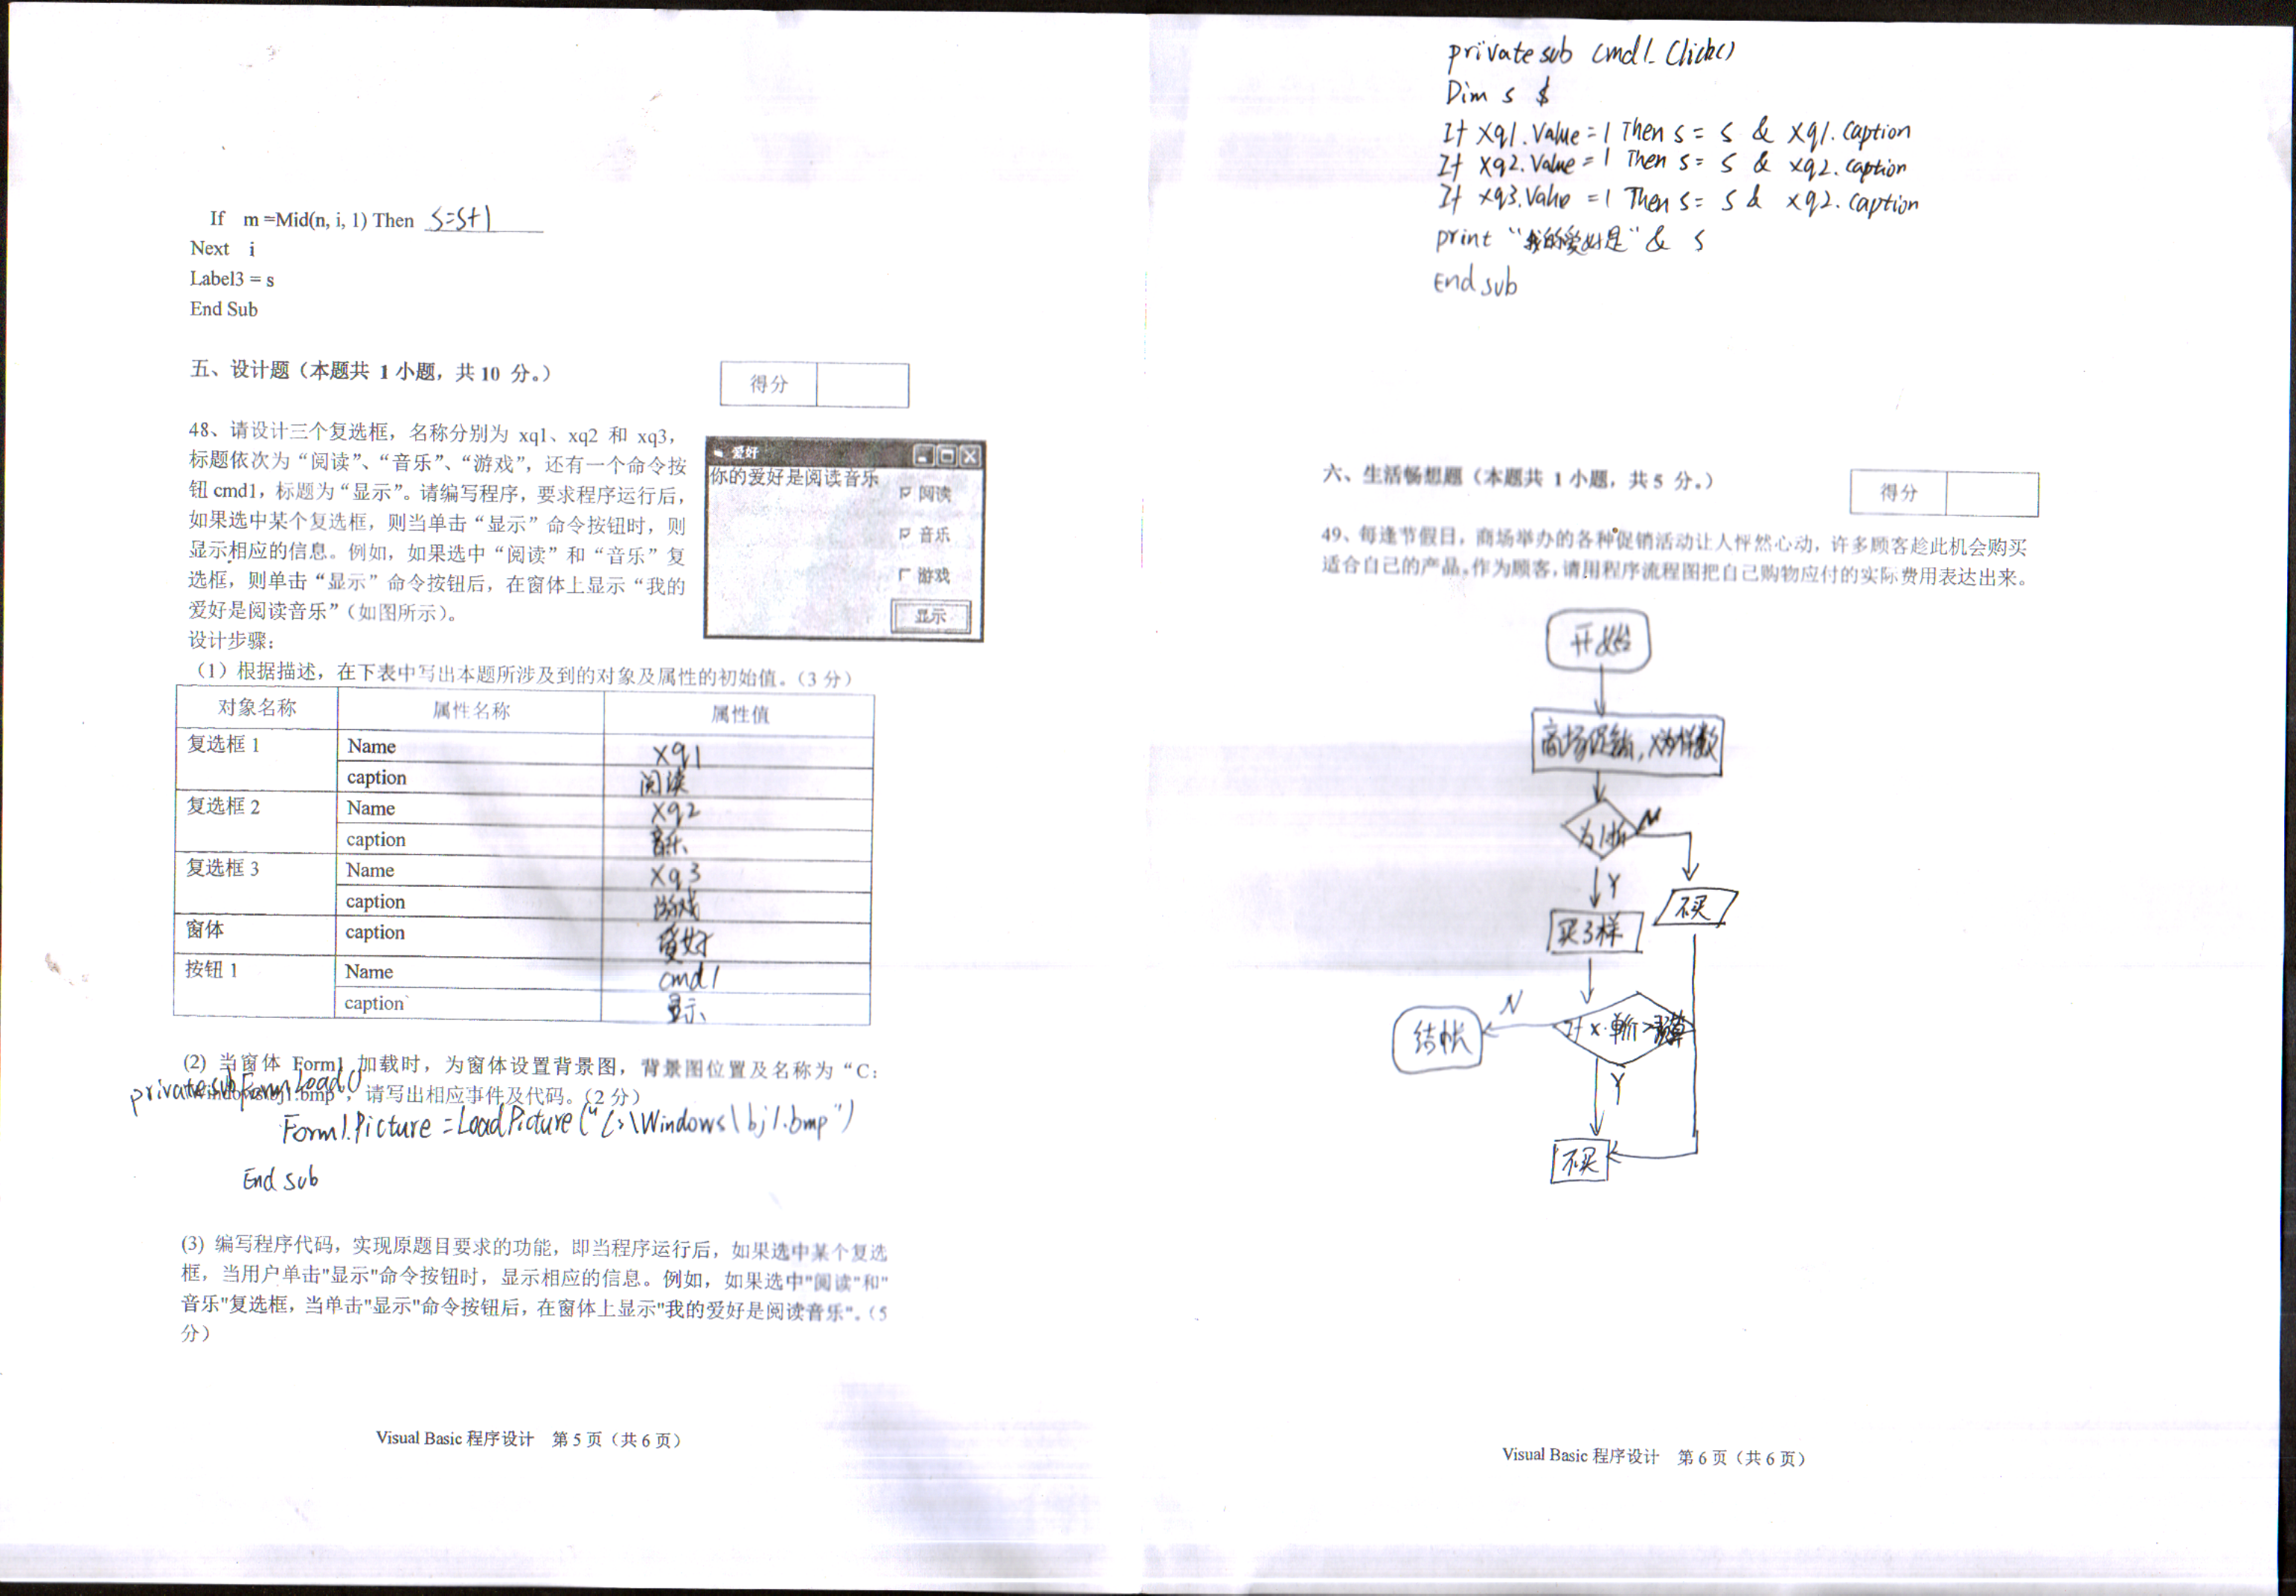 If m =Mid(n, i, 1) Then s=s+1
Next i
Label3 = s
End Sub
五、设计题（本题共 1 小题，共 10 分。）
得分
48、请设计三个复选框，名称分别为 xq1、xq2 和 xq3，
标题依次为“阅读”、“音乐”、“游戏”，还有一个命令按
钮 cmd1，标题为“显示”。请编写程序，要求程序运行后，
如果选中某个复选框，则当单击“显示”命令按钮时，则
显示相应的信息。例如，如果选中“阅读”和“音乐”复
选框，则单击“显示”命令按钮后，在窗体上显示“我的
爱好是阅读音乐”（如图所示）。
爱好
你的爱好是阅读音乐
阅读
音乐
游戏
显示
设计步骤：
（1）根据描述，在下表中写出本题所涉及到的对象及属性的初始值。（3 分）
对象名称 属性名称 属性值
复选框 1 Name xq1
caption 阅读
复选框 2 Name xq2
caption 音乐
复选框 3 Name xq3
caption 游戏
窗体 caption 爱好
按钮 1 Name cmd1
caption 显示
(2) 当窗体 Form1 加载时，为窗体设置背景图，背景图位置及名称为“C:
\windows\bj1.bmp”，请写出相应事件及代码。（2 分）
private sub Form_Load()
Form1.Picture = LoadPicture("C:\Windows\bj1.bmp")
End sub
(3) 编写程序代码，实现原题目要求的功能，即当程序运行后，如果选中某个复选
框，当用户单击"显示"命令按钮时，显示相应的信息。例如，如果选中"阅读"和"
音乐"复选框，当单击"显示"命令按钮后，在窗体上显示"我的爱好是阅读音乐"。（5
分）
Visual Basic 程序设计 第 5 页（共 6 页）
private sub cmd1_Click()
Dim s $
If xq1.Value = 1 Then s = s & xq1.caption
If xq2.Value = 1 Then s = s & xq2.caption
If xq3.Value = 1 Then s = s & xq2.caption
print "我的爱好是" & s
End sub
六、生活畅想题（本题共 1 小题，共 5 分。）
得分
49、每逢节假日，商场举办的各种促销活动让人怦然心动，许多顾客趁此机会购买
适合自己的产品。作为顾客，请用程序流程图把自己购物应付的实际费用表达出来。
开始
商场促销，x为样数
N
Y
买3样
不买
If x·单价>预算
N
结帐
Y
不买
Visual Basic 程序设计 第 6 页（共 6 页）